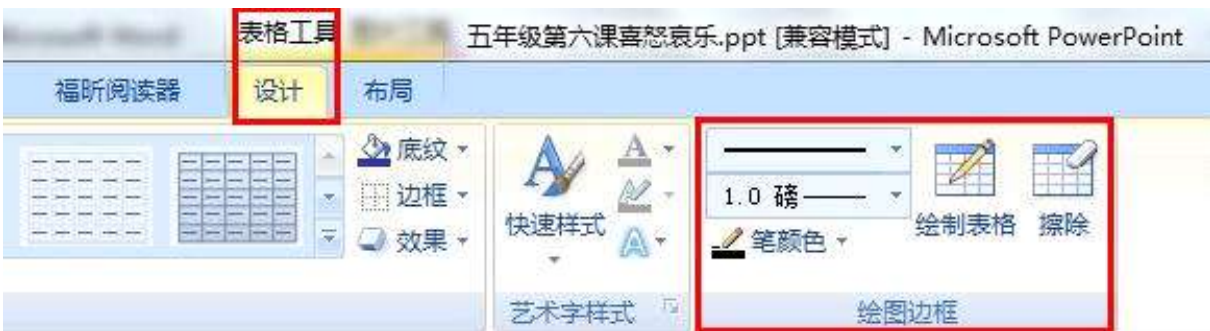 表格工具 五年级第六课喜怒哀乐.ppt [兼容模式] - Microsoft PowerPoint
福昕阅读器 设计 布局
底纹
边框
效果
快速样式
艺术字样式
1.0 磅
笔颜色
绘制表格 擦除
绘图边框